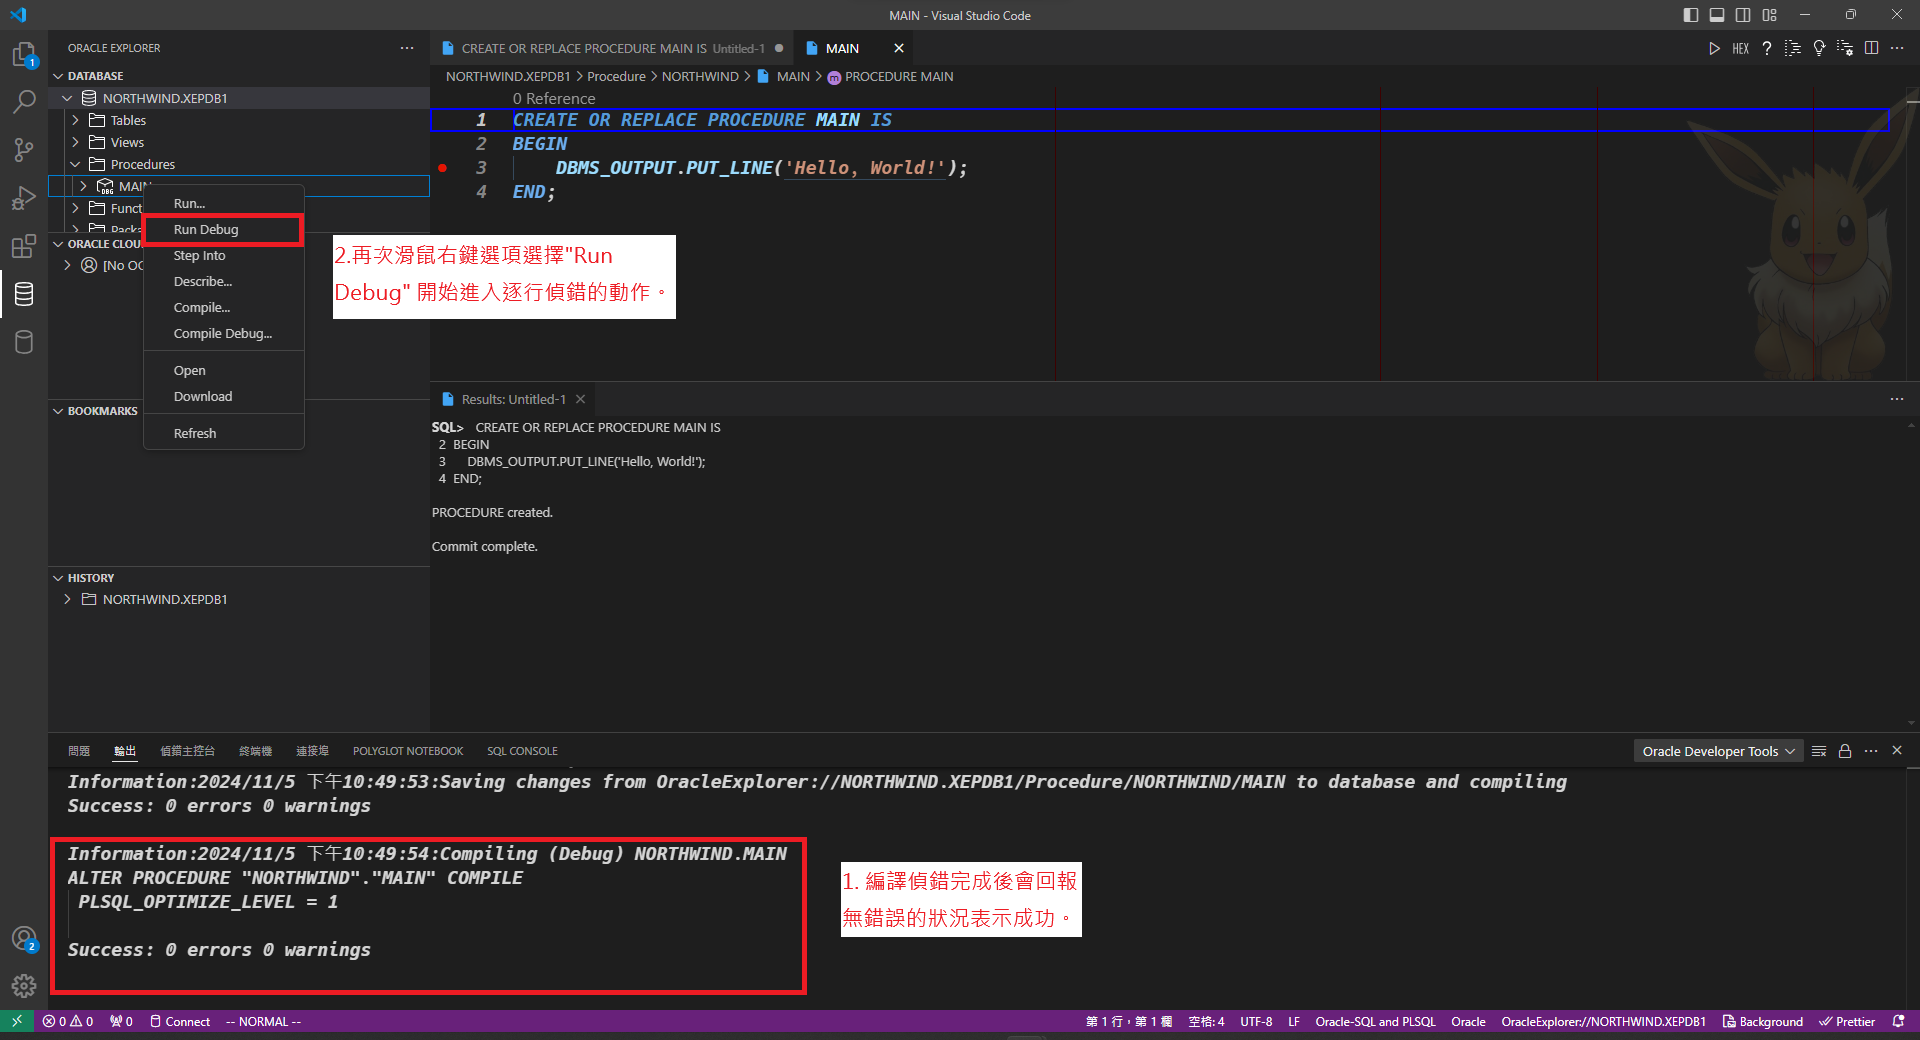 MAIN - Visual Studio Code
ORACLE EXPLORER
DATABASE
NORTHWIND.XEPDB1
Tables
Views
Procedures
MAIN
Funct
Packa
ORACLE CLOU
[No OC
Run...
Run Debug
Step Into
Describe...
Compile...
Compile Debug...
Open
Download
Refresh
BOOKMARKS
HISTORY
NORTHWIND.XEPDB1
1
2
CREATE OR REPLACE PROCEDURE MAIN IS Untitled-1
MAIN
HEX
NORTHWIND.XEPDB1 > Procedure > NORTHWIND > MAIN > PROCEDURE MAIN
0 Reference
1 CREATE OR REPLACE PROCEDURE MAIN IS
2 BEGIN
3 DBMS_OUTPUT.PUT_LINE('Hello, World!');
4 END;
2.再次滑鼠右鍵選項選擇"Run
Debug" 開始進入逐行偵錯的動作。
Results: Untitled-1
SQL> CREATE OR REPLACE PROCEDURE MAIN IS
2 BEGIN
3 DBMS_OUTPUT.PUT_LINE('Hello, World!');
4 END;
PROCEDURE created.
Commit complete.
問題 輸出 偵錯主控台 終端機 連接埠 POLYGLOT NOTEBOOK SQL CONSOLE
Oracle Developer Tools
Information:2024/11/5 下午10:49:53:Saving changes from OracleExplorer://NORTHWIND.XEPDB1/Procedure/NORTHWIND/MAIN to database and compiling
Success: 0 errors 0 warnings
Information:2024/11/5 下午10:49:54:Compiling (Debug) NORTHWIND.MAIN
ALTER PROCEDURE "NORTHWIND"."MAIN" COMPILE
PLSQL_OPTIMIZE_LEVEL = 1
Success: 0 errors 0 warnings
1. 編譯偵錯完成後會回報
無錯誤的狀況表示成功。
0 0 0 Connect -- NORMAL --
第 1 行，第 1 欄 空格: 4 UTF-8 LF Oracle-SQL and PLSQL Oracle OracleExplorer://NORTHWIND.XEPDB1 Background Prettier